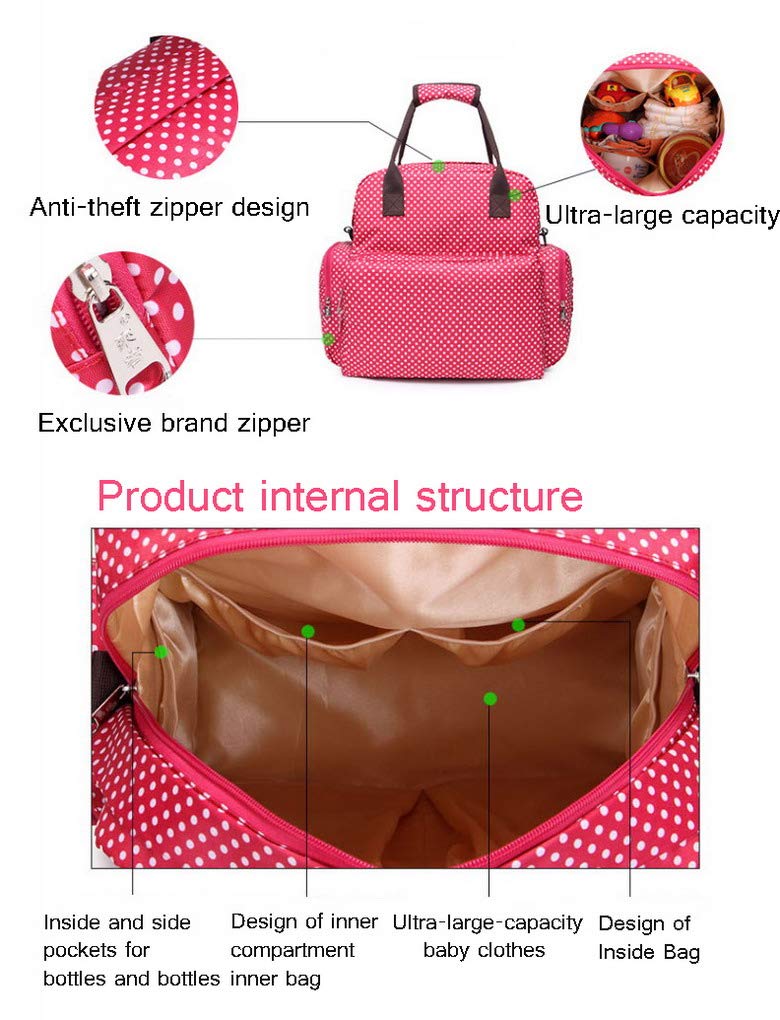 Anti-theft zipper design
Ultra-large capacity
Exclusive brand zipper
Product internal structure
Inside and side
pockets for
bottles and bottles
Design of inner
compartment
inner bag
Ultra-large-capacity
baby clothes
Design of
Inside Bag